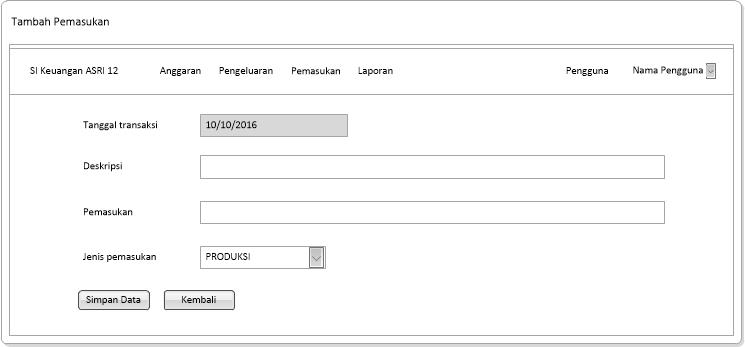 Tambah Pemasukan
SI Keuangan ASRI 12 Anggaran Pengeluaran Pemasukan Laporan Pengguna Nama Pengguna
Tanggal transaksi 10/10/2016
Deskripsi
Pemasukan
Jenis pemasukan PRODUKSI
Simpan Data Kembali